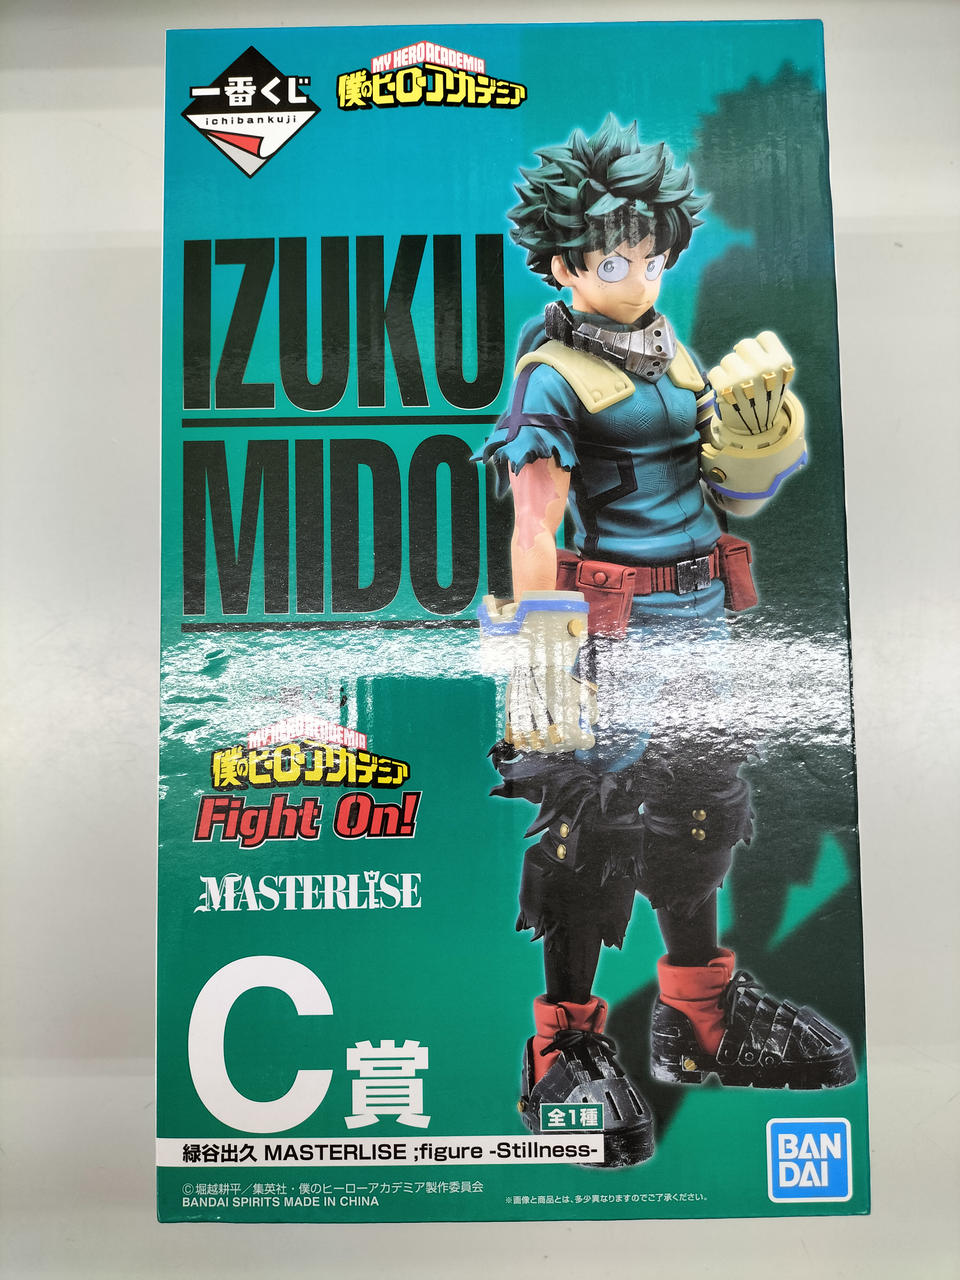 一番くじ
ichibankuji
MY HERO ACADEMIA
僕のヒーローアカデミア
IZUKU
MIDO
MY HERO ACADEMIA
僕のヒーローアカデミア
Fight On!
MASTERLISE
C賞
全1種
緑谷出久 MASTERLISE ;figure -Stillness-
BAN
DAI
©堀越耕平／集英社・僕のヒーローアカデミア製作委員会
BANDAI SPIRITS MADE IN CHINA
※画像と商品とは、多少異なりますのでご了承ください。